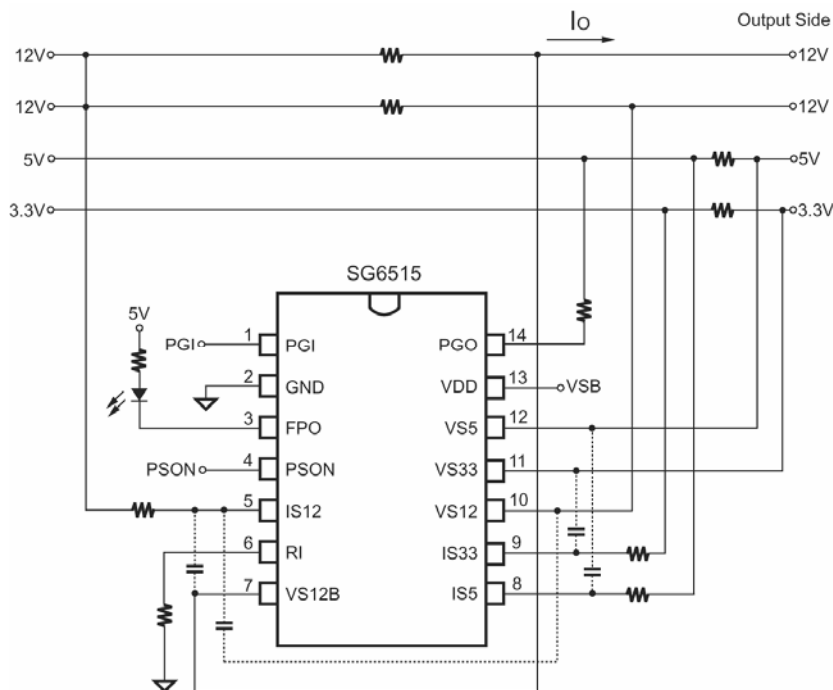 Io
Output Side
12V
12V
12V
12V
5V
5V
3.3V
3.3V
SG6515
5V
PGI
1
PGI
2
GND
3
FPO
PSON
4
PSON
5
IS12
6
RI
7
VS12B
PGO
14
VDD
13
VSB
VS5
12
VS33
11
VS12
10
IS33
9
IS5
8